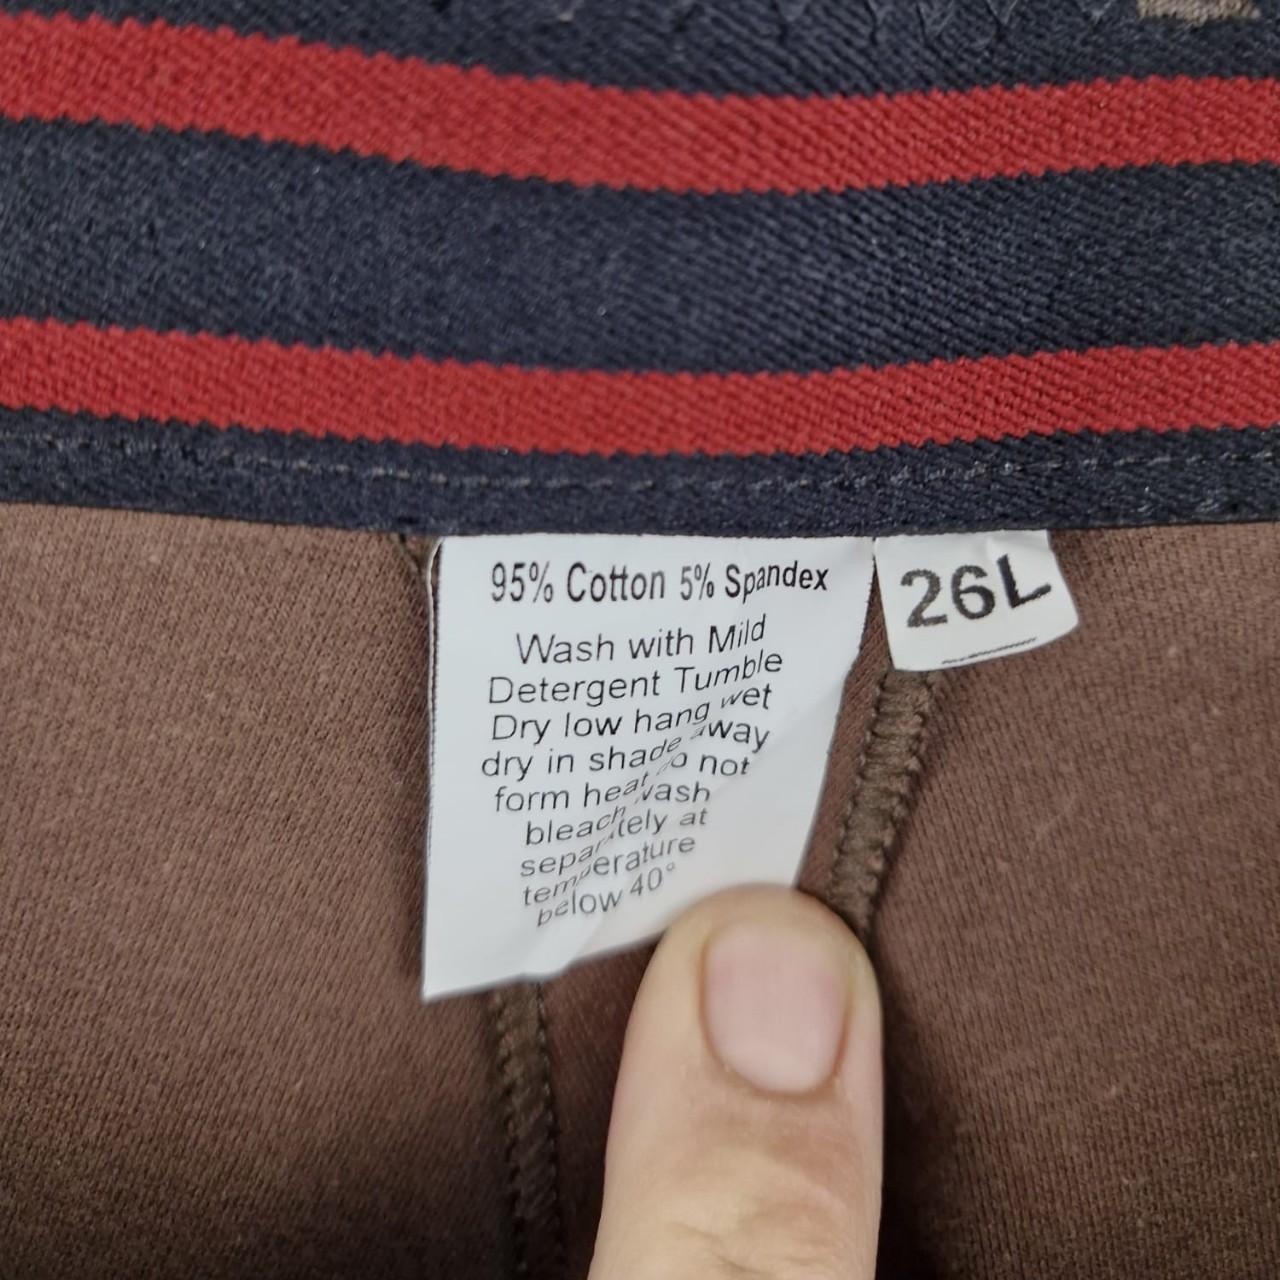 95% Cotton 5% Spandex
26L
Wash with Mild
Detergent Tumble
Dry low hang wet
dry in shade away
form heat do not
bleach wash
separately at
temperature
below 40°